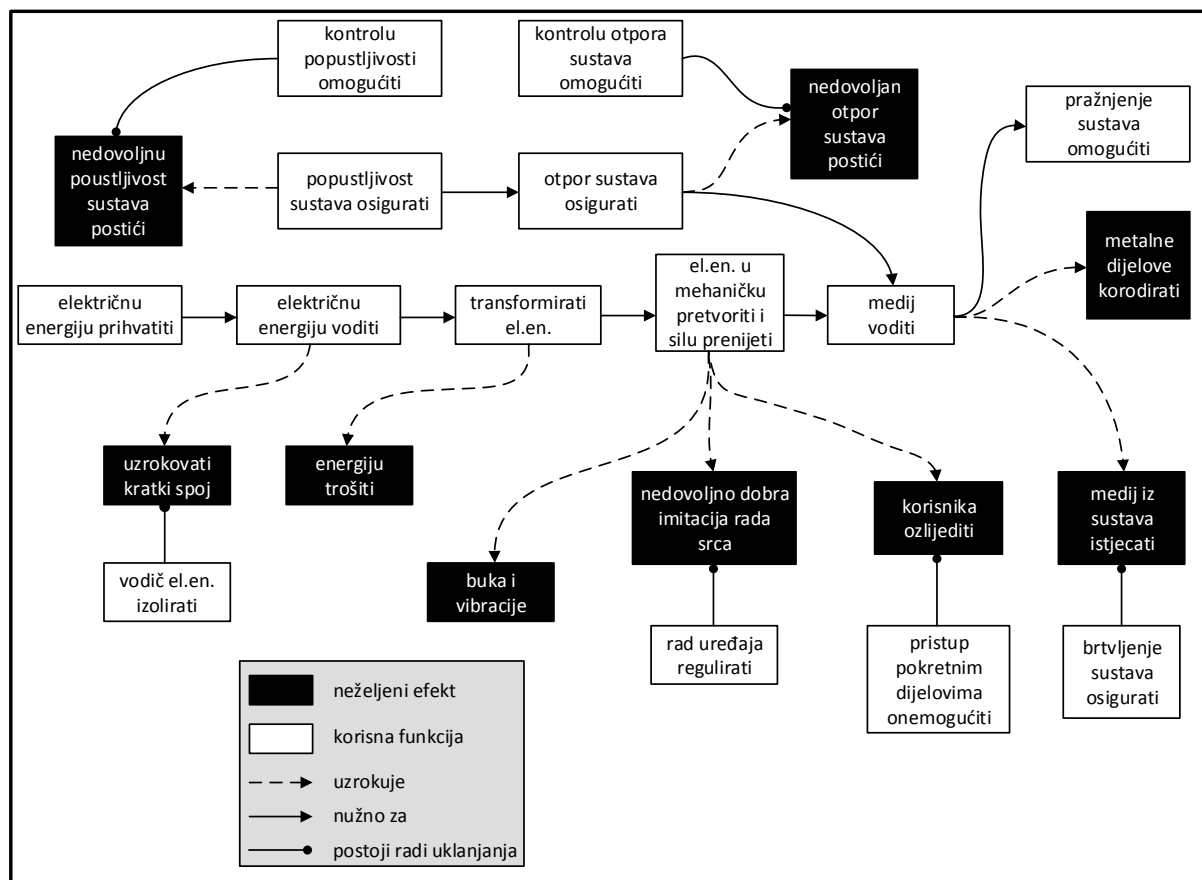 kontrolu
popustljivosti
omogućiti
kontrolu otpora
sustava
omogućiti
nedovoljan
otpor
sustava
postići
pražnjenje
sustava
omogućiti
nedovoljnu
poustljivost
sustava
postići
popustljivost
sustava osigurati
otpor sustava
osigurati
metalne
dijelove
korodirati
električnu
energiju prihvatiti
električnu
energiju voditi
transformirati
el.en.
el.en. u
mehaničku
pretvoriti i
silu prenijeti
medij
voditi
uzrokovati
kratki spoj
energiju
trošiti
nedovoljno dobra
imitacija rada
srca
korisnika
ozlijediti
medij iz
sustava
istjecati
vodič el.en.
izolirati
buka i
vibracije
rad uređaja
regulirati
pristup
pokretnim
dijelovima
onemogućiti
brtvljenje
sustava
osigurati
neželjeni efekt
korisna funkcija
uzrokuje
nužno za
postoji radi uklanjanja